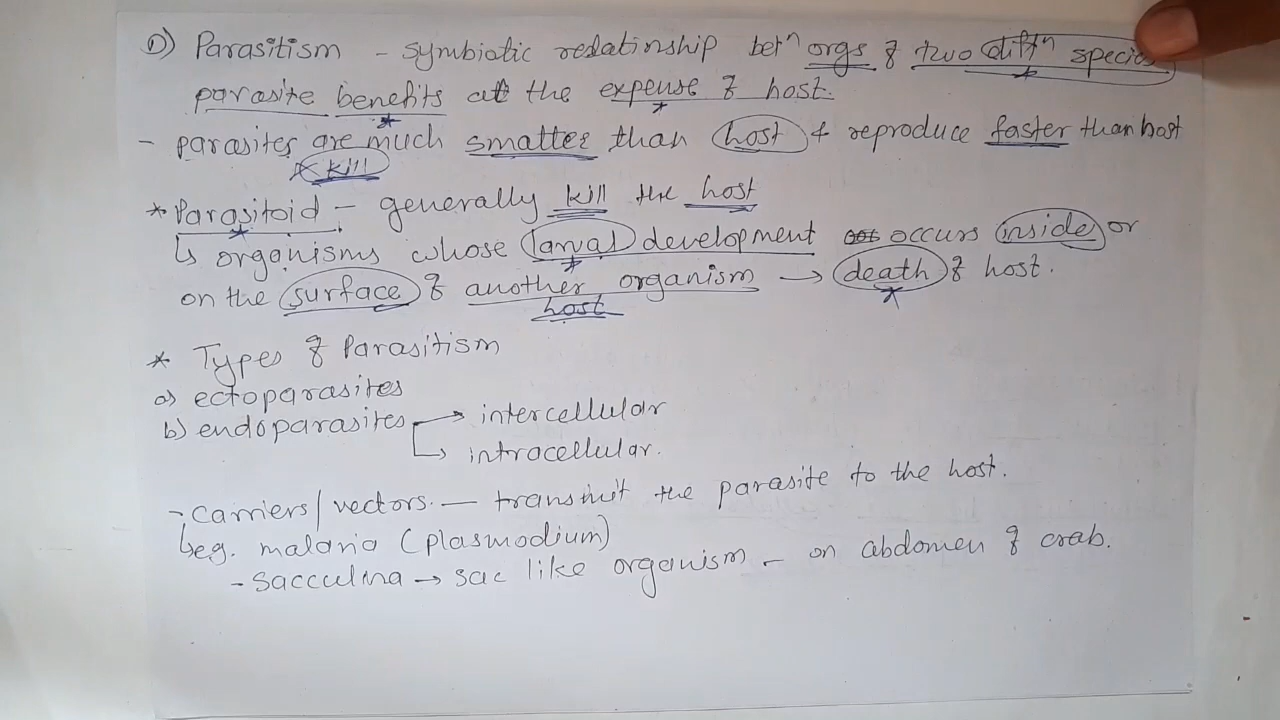 1) Parasitism - symbiotic relatinship betⁿ orgs of two diffⁿ species
parasite benefits at the expense of host.
- parasites are much smatter than host & reproduce faster than host
x kill
* Parasitoid - generally kill the host
↳ organisms whose larval development occurs inside or
on the surface of another organism → death of host.
host
* Types of Parasitism
a) ectoparasites
b) endoparasites → intercellular
↳ intracellular.
- carriers/vectors. — transmit the parasite to the host.
↳ eg. malaria (plasmodium)
- sacculina → sac like organism - on abdomen of crab.